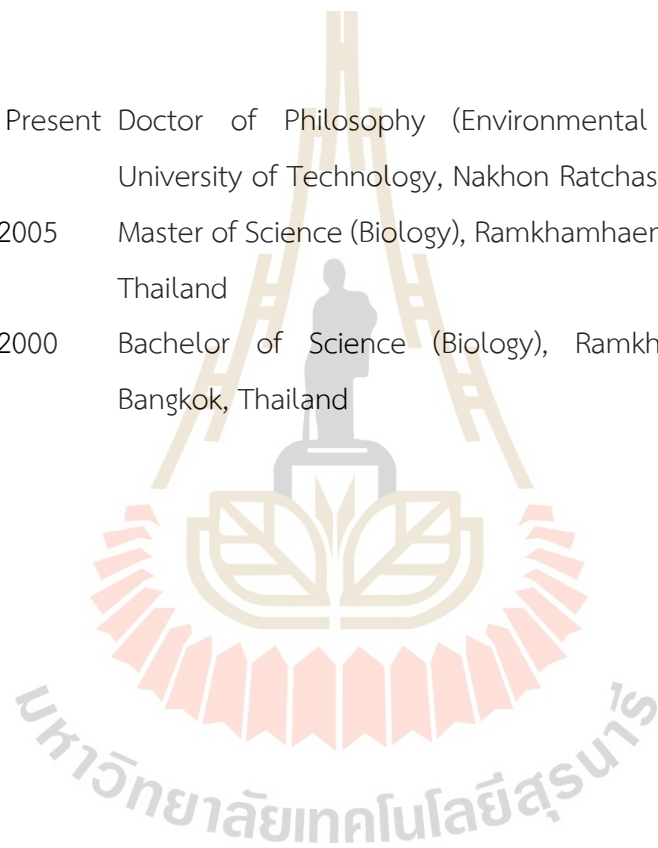 Present Doctor of Philosophy (Environmental
University of Technology, Nakhon Ratchas
2005 Master of Science (Biology), Ramkhamhaen
Thailand
2000 Bachelor of Science (Biology), Ramkh
Bangkok, Thailand
มหาวิทยาลัยเทคโนโลยีสุรนารี